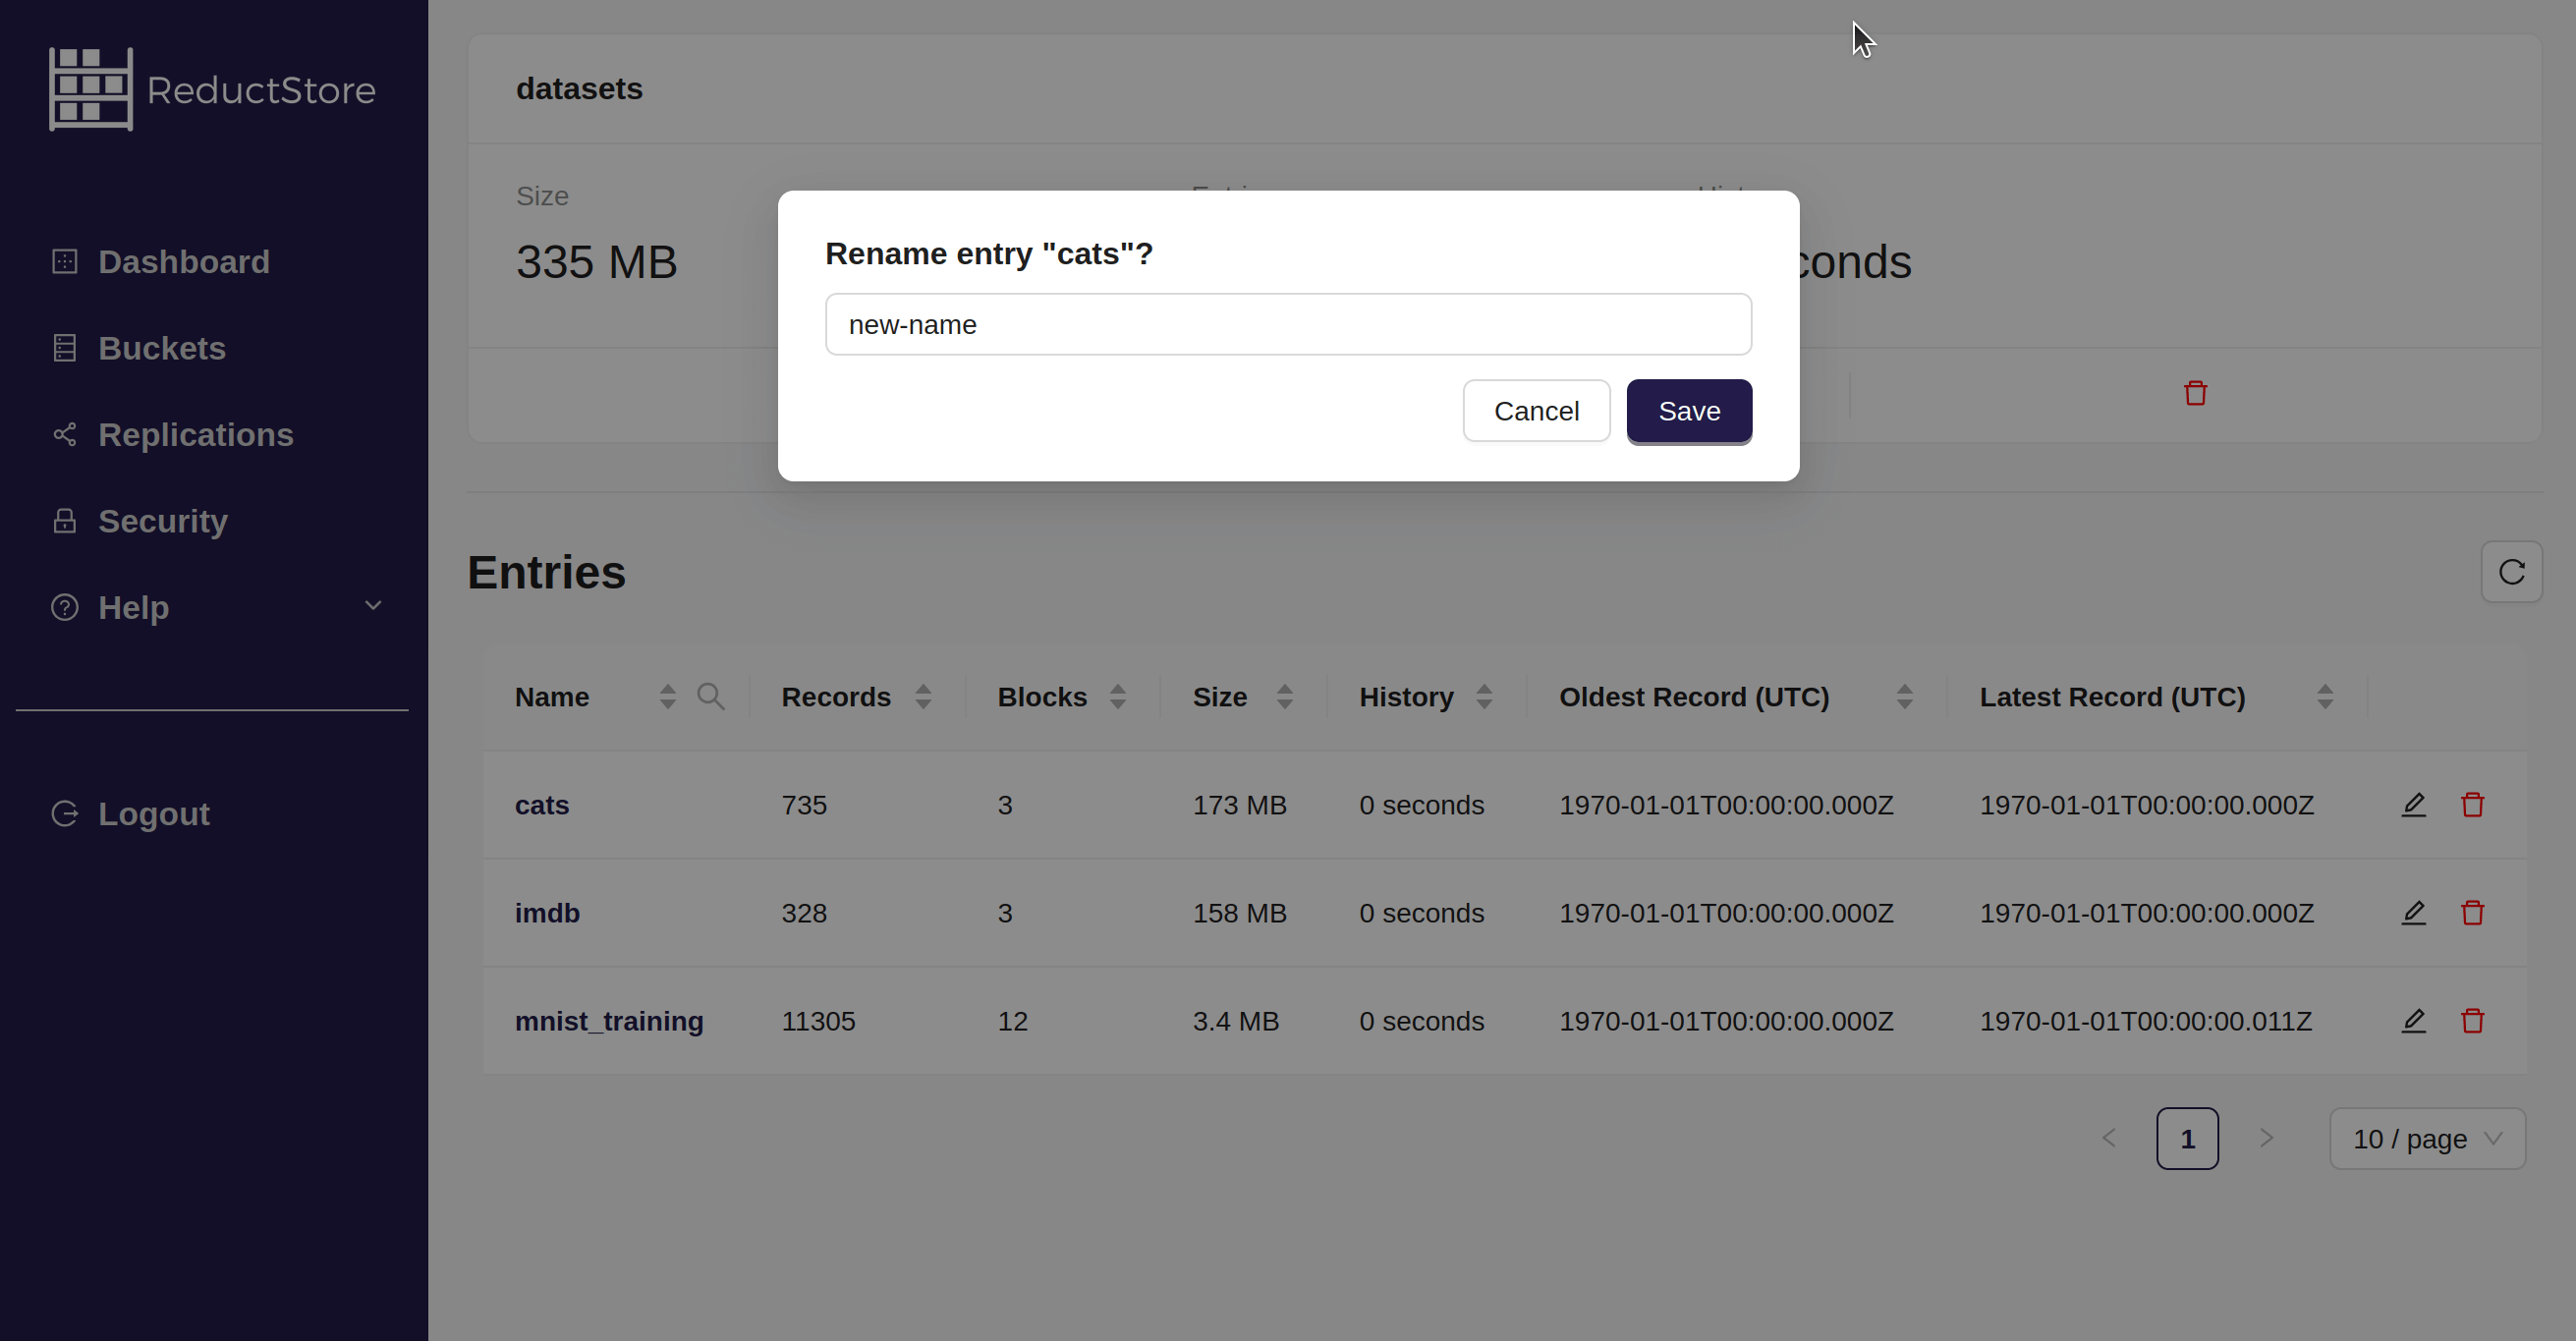 ReductStore
Dashboard
Buckets
Replications
Security
Help
Logout
datasets
Size
335 MB
Rename entry "cats"?
new-name
Cancel Save
Entries
Name Records Blocks Size History Oldest Record (UTC) Latest Record (UTC)
cats 735 3 173 MB 0 seconds 1970-01-01T00:00:00.000Z 1970-01-01T00:00:00.000Z
imdb 328 3 158 MB 0 seconds 1970-01-01T00:00:00.000Z 1970-01-01T00:00:00.000Z
mnist_training 11305 12 3.4 MB 0 seconds 1970-01-01T00:00:00.000Z 1970-01-01T00:00:00.011Z
1 10 / page